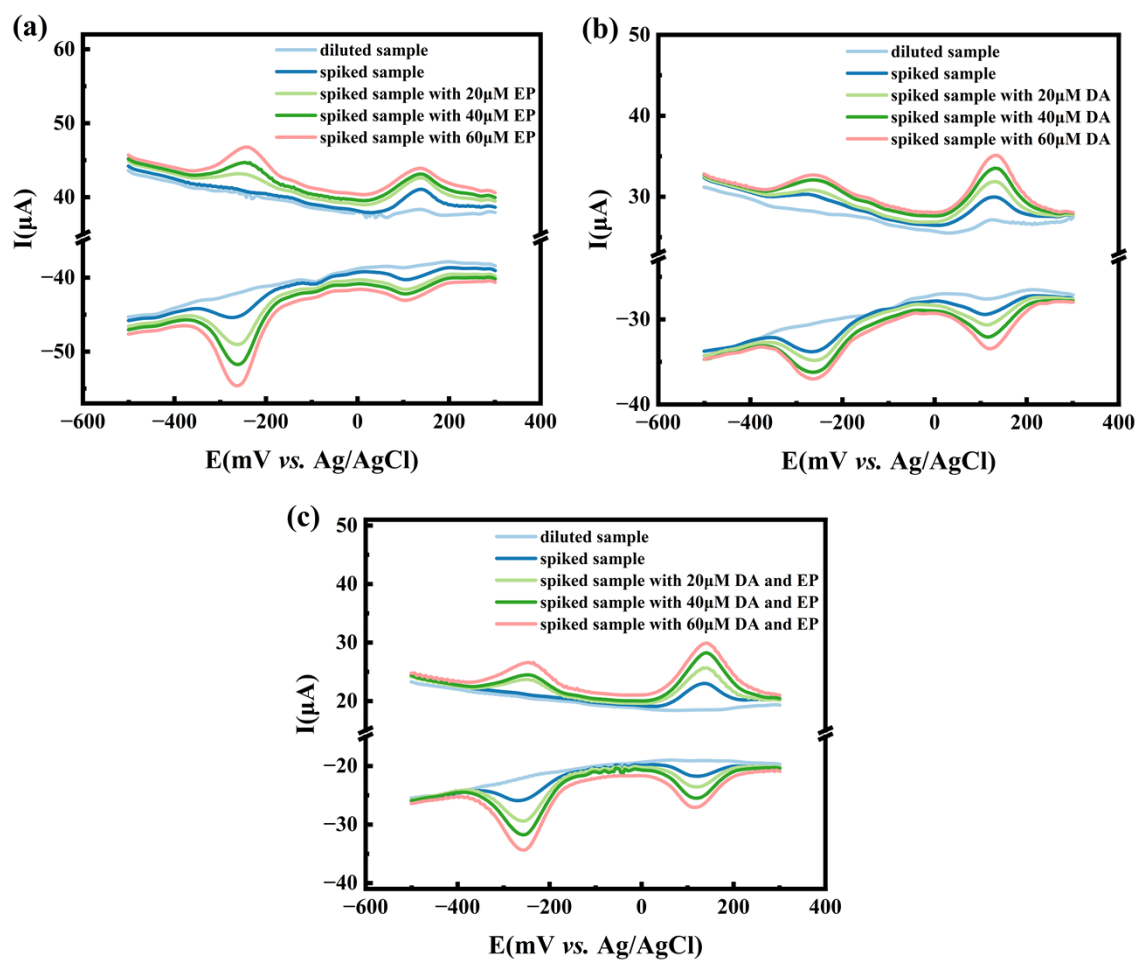 (a)
60
50
40
−40
−50
I(μA)
diluted sample
spiked sample
spiked sample with 20μM EP
spiked sample with 40μM EP
spiked sample with 60μM EP
−600
−400
−200
0
200
400
E(mV vs. Ag/AgCl)
(b)
50
40
30
−30
−40
I(μA)
diluted sample
spiked sample
spiked sample with 20μM DA
spiked sample with 40μM DA
spiked sample with 60μM DA
−600
−400
−200
0
200
400
E(mV vs. Ag/AgCl)
(c)
50
40
30
20
−20
−30
−40
I(μA)
diluted sample
spiked sample
spiked sample with 20μM DA and EP
spiked sample with 40μM DA and EP
spiked sample with 60μM DA and EP
−600
−400
−200
0
200
400
E(mV vs. Ag/AgCl)